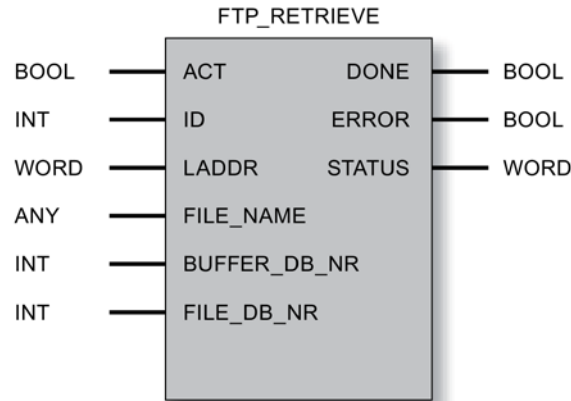 FTP_RETRIEVE
BOOL ACT DONE BOOL
INT ID ERROR BOOL
WORD LADDR STATUS WORD
ANY FILE_NAME
INT BUFFER_DB_NR
INT FILE_DB_NR